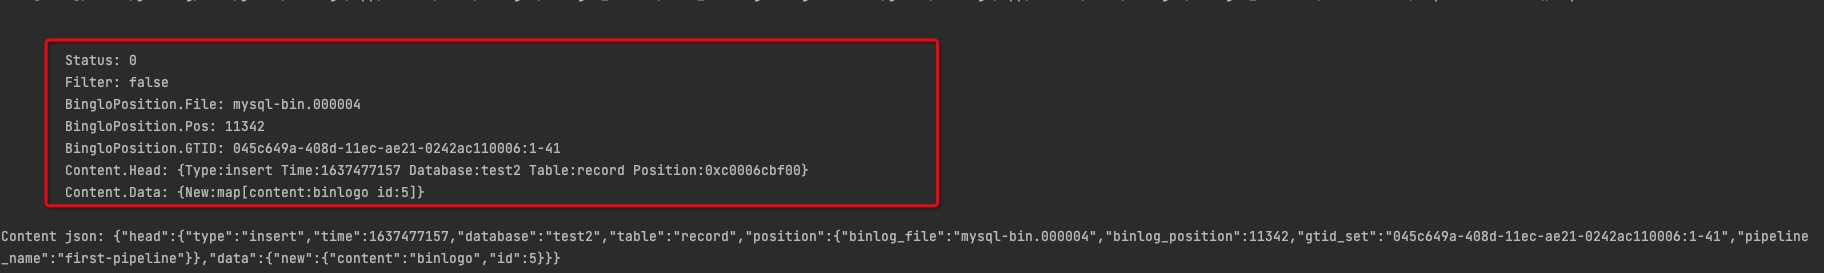 Status: 0
Filter: false
BingloPosition.File: mysql-bin.000004
BingloPosition.Pos: 11342
BingloPosition.GTID: 045c649a-408d-11ec-ae21-0242ac110006:1-41
Content.Head: {Type:insert Time:1637477157 Database:test2 Table:record Position:0xc0006cbf00}
Content.Data: {New:map[content:binlogo id:5]}
Content json: {"head":{"type":"insert","time":1637477157,"database":"test2","table":"record","position":{"binlog_file":"mysql-bin.000004","binlog_position":11342,"gtid_set":"045c649a-408d-11ec-ae21-0242ac110006:1-41","pipeline
_name":"first-pipeline"}},"data":{"new":{"content":"binlogo","id":5}}}